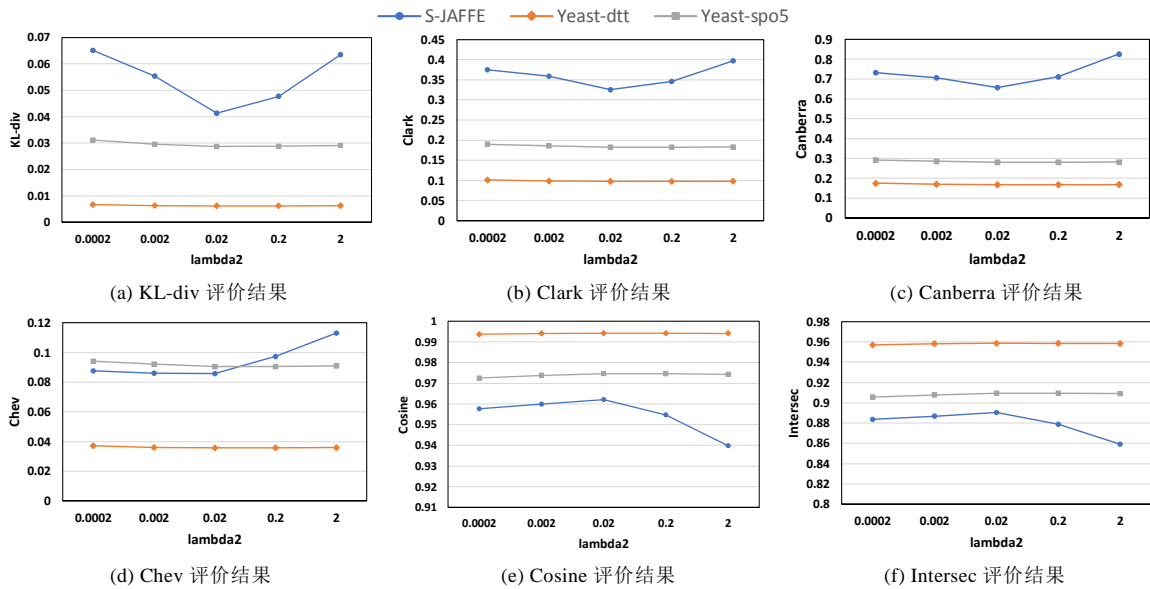 S-JAFFE Yeast-dtt Yeast-spo5
0.07
0.06
0.05
0.04
0.03
0.02
0.01
0
KL-div
0.0002 0.002 0.02 0.2 2
lambda2
(a) KL-div 评价结果
0.45
0.4
0.35
0.3
0.25
0.2
0.15
0.1
0.05
0
Clark
0.0002 0.002 0.02 0.2 2
lambda2
(b) Clark 评价结果
0.9
0.8
0.7
0.6
0.5
0.4
0.3
0.2
0.1
0
Canberra
0.0002 0.002 0.02 0.2 2
lambda2
(c) Canberra 评价结果
0.12
0.1
0.08
0.06
0.04
0.02
0
Chev
0.0002 0.002 0.02 0.2 2
lambda2
(d) Chev 评价结果
1
0.99
0.98
0.97
0.96
0.95
0.94
0.93
0.92
0.91
Cosine
0.0002 0.002 0.02 0.2 2
lambda2
(e) Cosine 评价结果
0.98
0.96
0.94
0.92
0.9
0.88
0.86
0.84
0.82
0.8
Intersec
0.0002 0.002 0.02 0.2 2
lambda2
(f) Intersec 评价结果